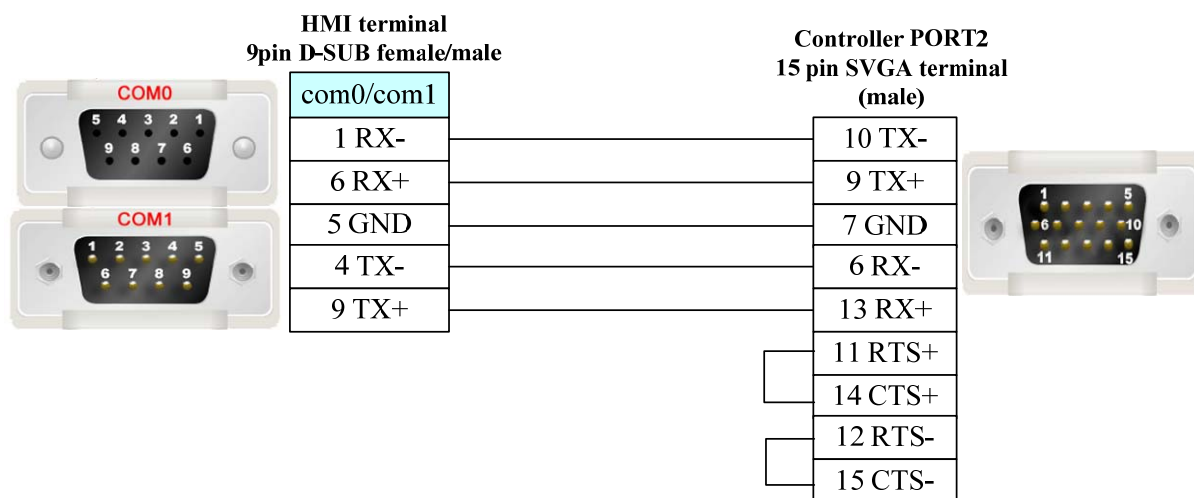 HMI terminal
9pin D-SUB female/male
Controller PORT2
15 pin SVGA terminal
(male)
COM0
5 4 3 2 1
9 8 7 6
COM1
1 2 3 4 5
6 7 8 9
com0/com1
1 RX-
6 RX+
5 GND
4 TX-
9 TX+
10 TX-
9 TX+
7 GND
6 RX-
13 RX+
11 RTS+
14 CTS+
12 RTS-
15 CTS-
1 5
6 10
11 15